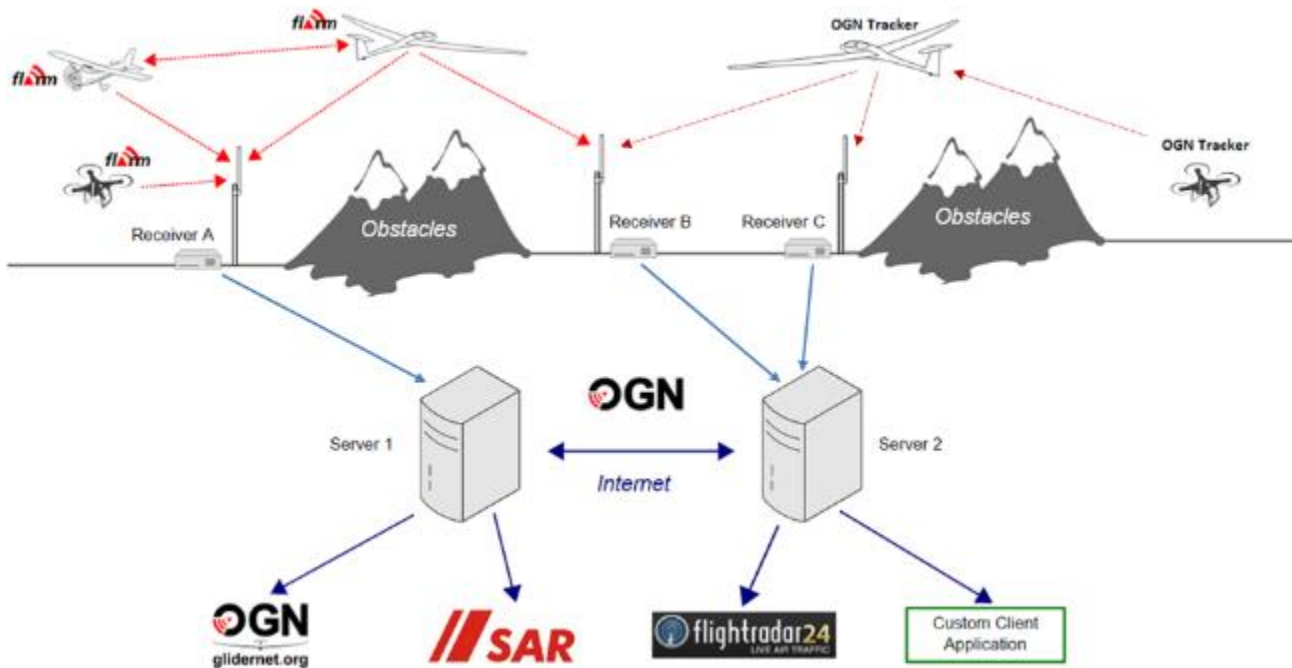 flarm
OGN Tracker
flarm
flarm
OGN Tracker
Receiver A
Obstacles
Receiver B
Receiver C
Obstacles
OGN
Server 1
Server 2
Internet
OGN
glidernet.org
SAR
flightradar24
LIVE AIR TRAFFIC
Custom Client
Application